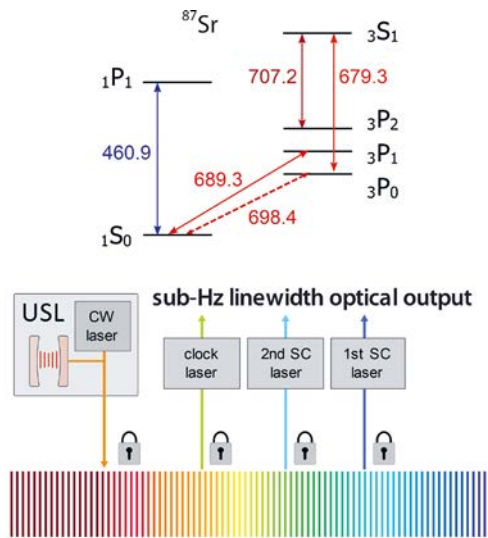 ⁸⁷Sr
₃S₁
₁P₁
707.2
679.3
₃P₂
460.9
₃P₁
689.3
₃P₀
698.4
₁S₀
sub-Hz linewidth optical output
USL
CW
laser
clock
laser
2nd SC
laser
1st SC
laser